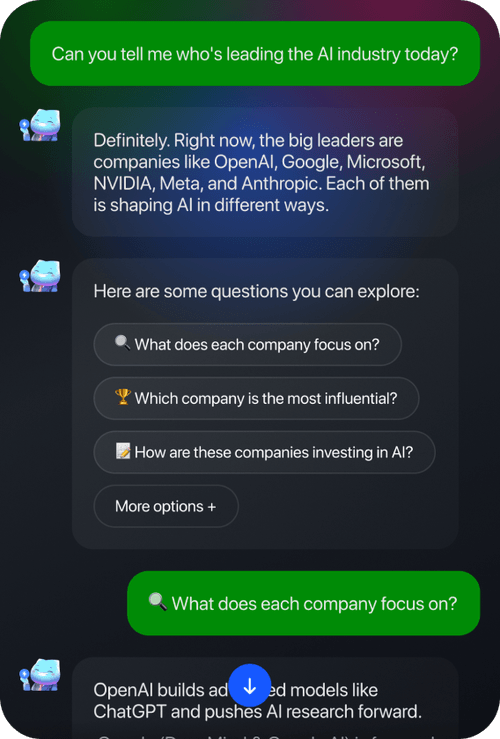 Can you tell me who's leading the AI industry today?
Definitely. Right now, the big leaders are
companies like OpenAI, Google, Microsoft,
NVIDIA, Meta, and Anthropic. Each of them
is shaping AI in different ways.
Here are some questions you can explore:
🔍 What does each company focus on?
🏆 Which company is the most influential?
📝 How are these companies investing in AI?
More options +
🔍 What does each company focus on?
OpenAI builds models like
ChatGPT and pushes AI research forward.